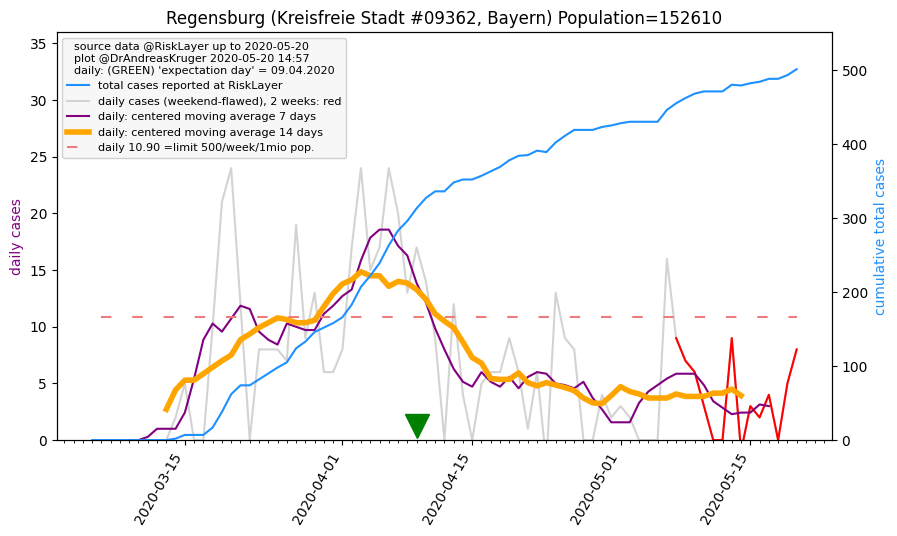 Regensburg (Kreisfreie Stadt #09362, Bayern) Population=152610
source data @RiskLayer up to 2020-05-20
plot @DrAndreasKruger 2020-05-20 14:57
daily: (GREEN) 'expectation day' = 09.04.2020
total cases reported at RiskLayer
daily cases (weekend-flawed), 2 weeks: red
daily: centered moving average 7 days
daily: centered moving average 14 days
daily 10.90 =limit 500/week/1mio pop.
daily cases
35
30
25
20
15
10
5
0
cumulative total cases
500
400
300
200
100
0
2020-03-15
2020-04-01
2020-04-15
2020-05-01
2020-05-15